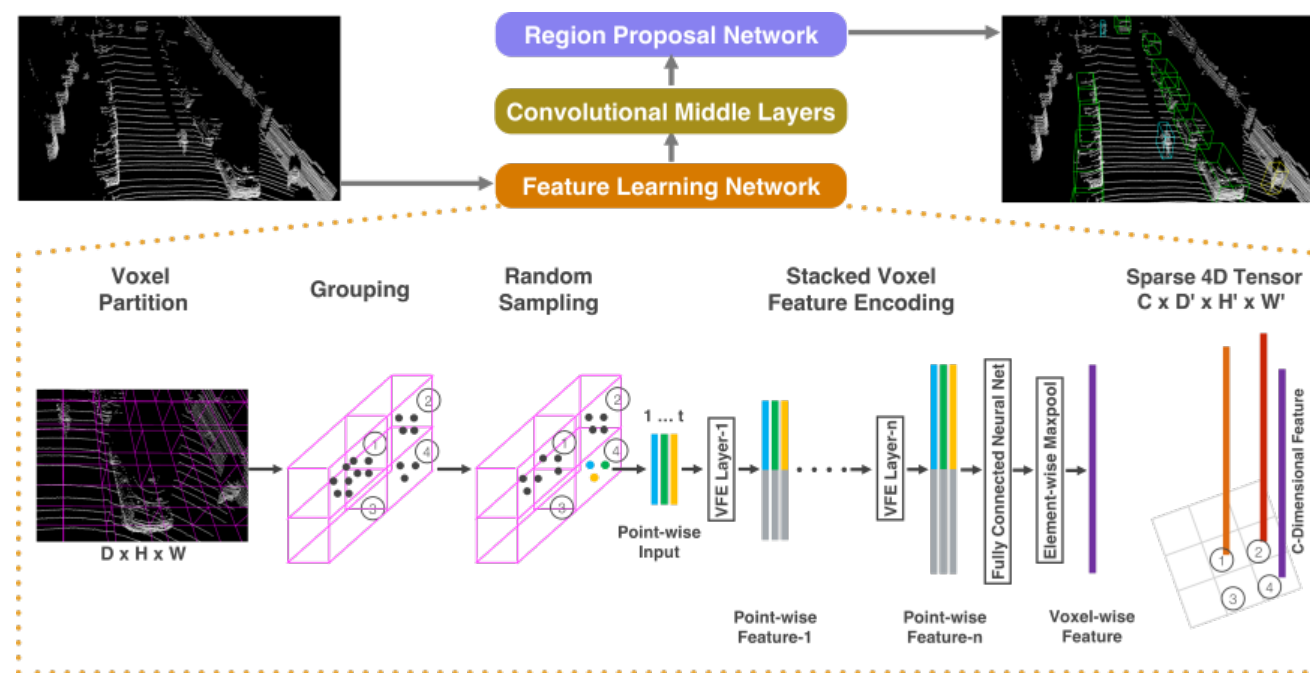 Region Proposal Network
Convolutional Middle Layers
Feature Learning Network
Voxel
Partition
Grouping
Random
Sampling
Stacked Voxel
Feature Encoding
Sparse 4D Tensor
C x D' x H' x W'
D x H x W
1
2
3
4
1
2
3
4
1 ... t
Point-wise
Input
VFE Layer-1
Point-wise
Feature-1
VFE Layer-n
Point-wise
Feature-n
Fully Connected Neural Net
Element-wise Maxpool
Voxel-wise
Feature
1
2
3
4
C-Dimensional Feature